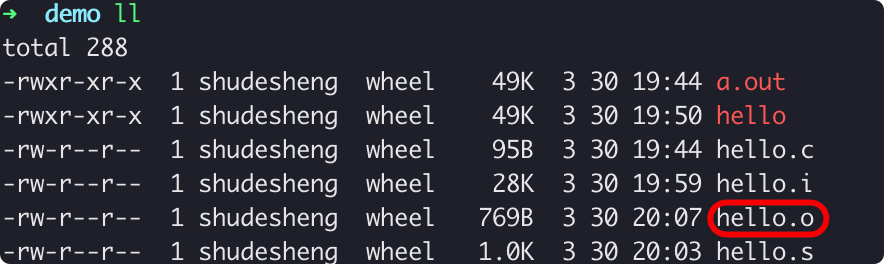 ➜  demo ll
total 288
-rwxr-xr-x  1 shudesheng  wheel    49K  3 30 19:44 a.out
-rwxr-xr-x  1 shudesheng  wheel    49K  3 30 19:50 hello
-rw-r--r--  1 shudesheng  wheel    95B  3 30 19:44 hello.c
-rw-r--r--  1 shudesheng  wheel    28K  3 30 19:59 hello.i
-rw-r--r--  1 shudesheng  wheel   769B  3 30 20:07 hello.o
-rw-r--r--  1 shudesheng  wheel   1.0K  3 30 20:03 hello.s